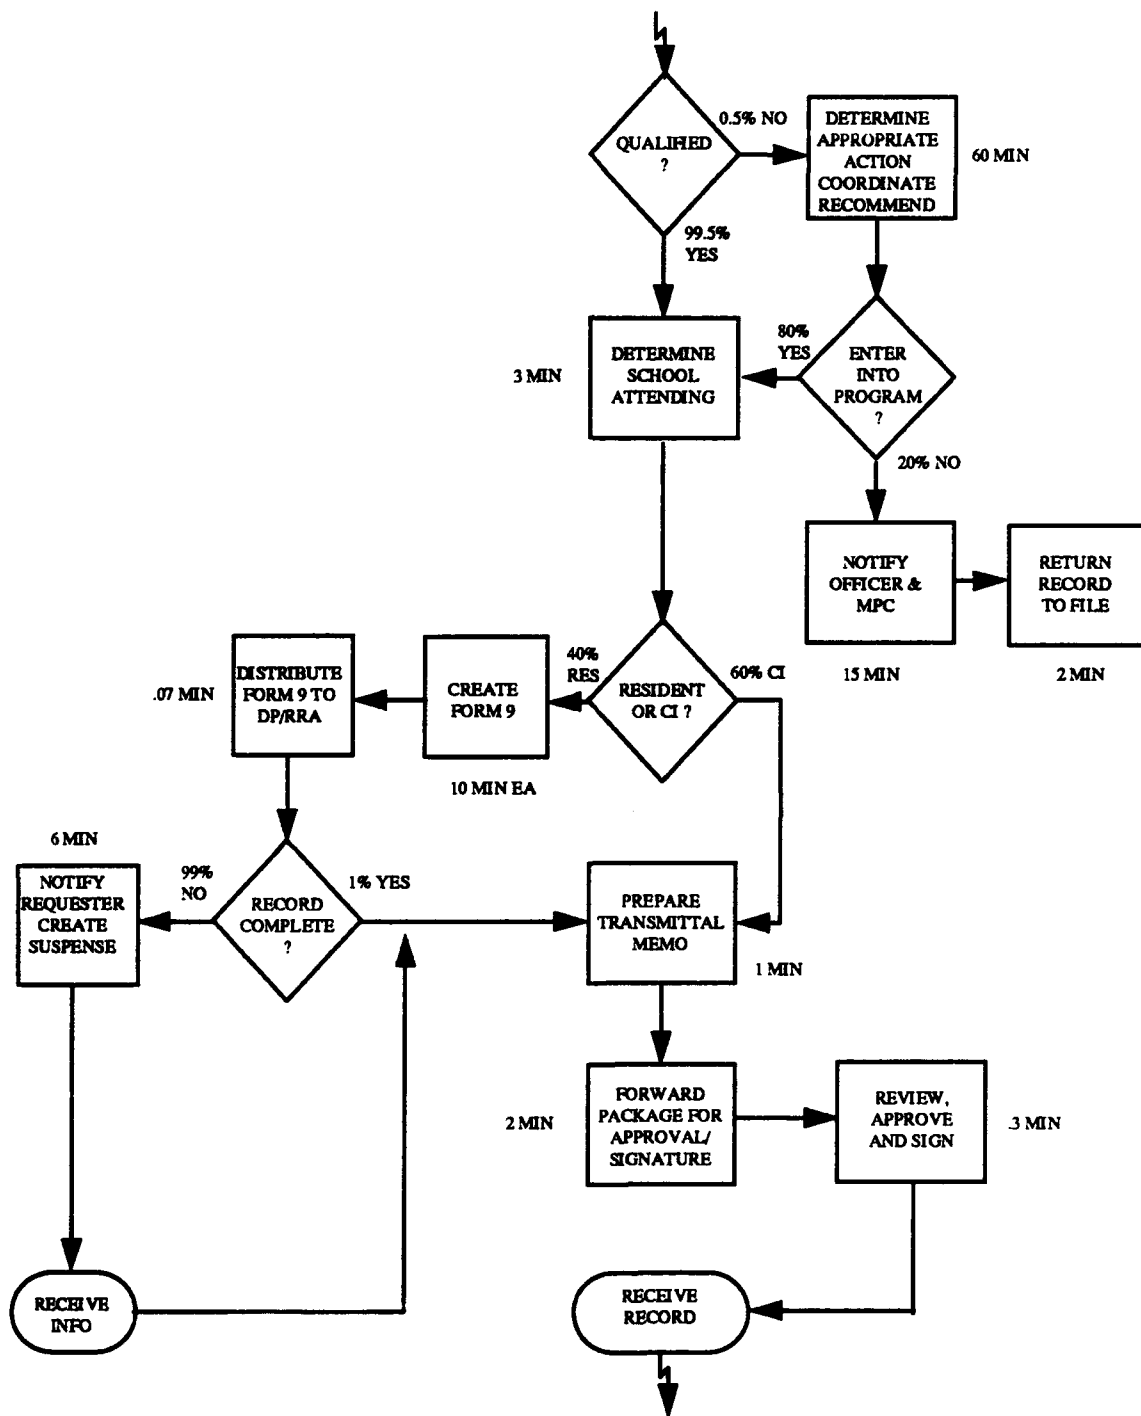 0.5% NO
QUALIFIED
?
DETERMINE
APPROPRIATE
ACTION
COORDINATE
RECOMMEND
60 MIN
99.5%
YES
3 MIN
DETERMINE
SCHOOL
ATTENDING
80%
YES
ENTER
INTO
PROGRAM
?
20% NO
NOTIFY
OFFICER &
MPC
15 MIN
RETURN
RECORD
TO FILE
2 MIN
.07 MIN
DISTRIBUTE
FORM 9 TO
DP/RRA
CREATE
FORM 9
10 MIN EA
40%
RES
RESIDENT
OR CI ?
60% CI
6 MIN
NOTIFY
REQUESTER
CREATE
SUSPENSE
99%
NO
RECORD
COMPLETE
?
1% YES
PREPARE
TRANSMITTAL
MEMO
1 MIN
2 MIN
FORWARD
PACKAGE FOR
APPROVAL/
SIGNATURE
REVIEW,
APPROVE
AND SIGN
.3 MIN
RECEIVE
INFO
RECEIVE
RECORD